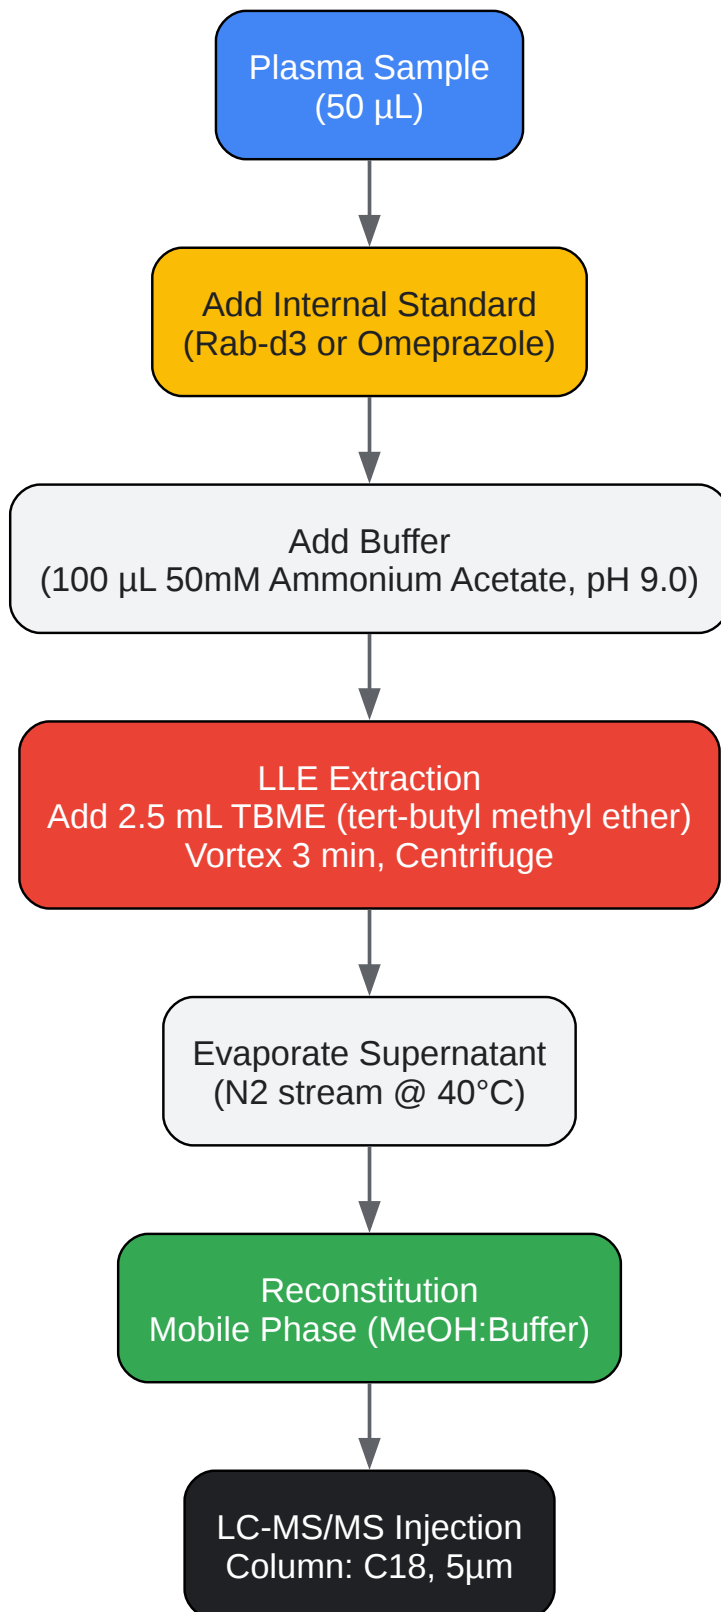 Plasma Sample
(50 µL)
Add Internal Standard
(Rab-d3 or Omeprazole)
Add Buffer
(100 µL 50mM Ammonium Acetate, pH 9.0)
LLE Extraction
Add 2.5 mL TBME (tert-butyl methyl ether)
Vortex 3 min, Centrifuge
Evaporate Supernatant
(N2 stream @ 40°C)
Reconstitution
Mobile Phase (MeOH:Buffer)
LC-MS/MS Injection
Column: C18, 5µm